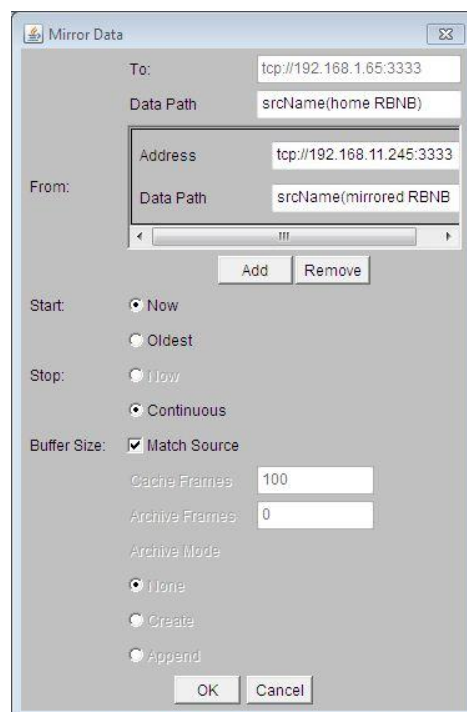 Mirror Data
To: tcp://192.168.1.65:3333
Data Path srcName(home RBNB)
Address tcp://192.168.11.245:3333
From:
Data Path srcName(mirrored RBNB
Add Remove
Start: Now
Oldest
Stop: Now
Continuous
Buffer Size: Match Source
Cache Frames 100
Archive Frames 0
Archive Mode
None
Create
Append
OK Cancel